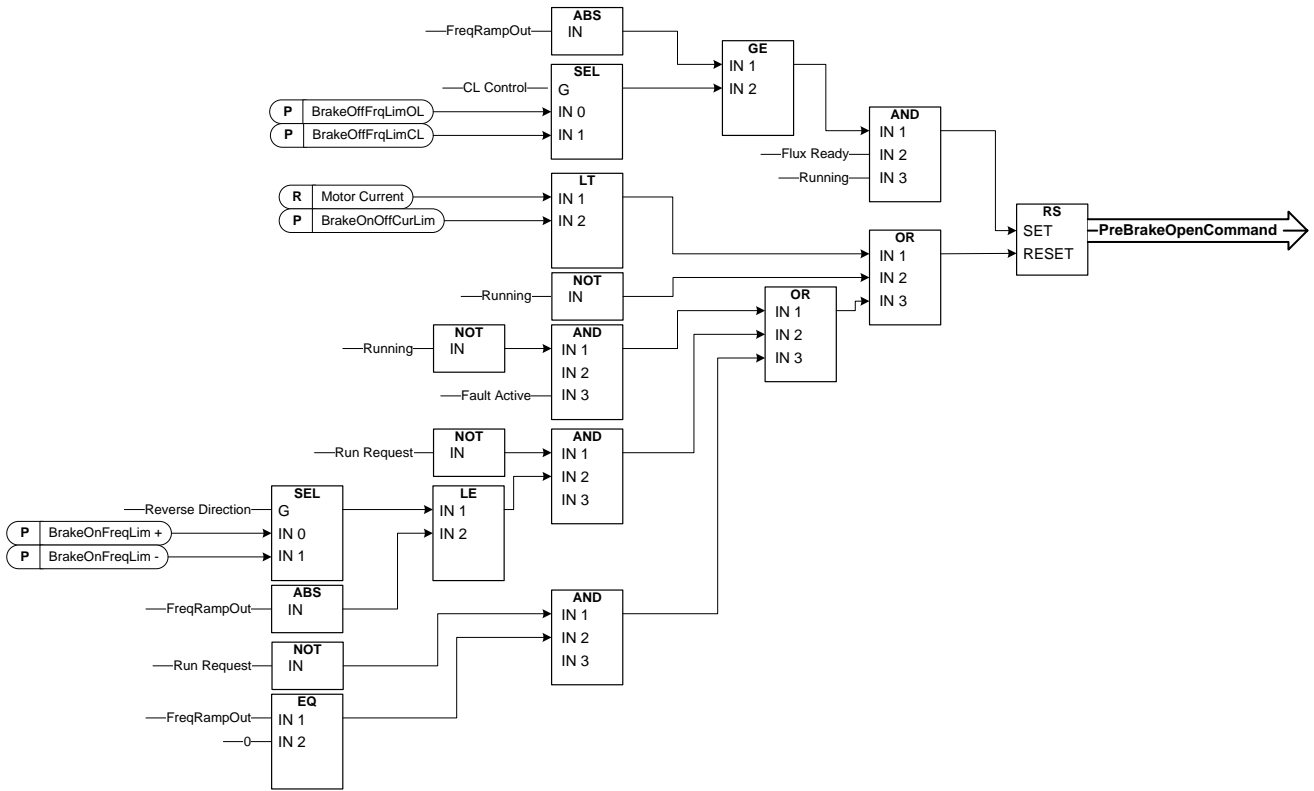 ABS
FreqRampOut
IN
SEL
CL Control
G
P BrakeOffFrqLimOL
IN 0
P BrakeOffFrqLimCL
IN 1
GE
IN 1
IN 2
AND
IN 1
Flux Ready
IN 2
Running
IN 3
LT
R Motor Current
IN 1
P BrakeOnOffCurLim
IN 2
RS
SET
RESET
PreBrakeOpenCommand
OR
IN 1
IN 2
IN 3
NOT
Running
IN
OR
IN 1
IN 2
IN 3
NOT
Running
IN
AND
IN 1
IN 2
Fault Active
IN 3
NOT
Run Request
IN
AND
IN 1
IN 2
IN 3
SEL
Reverse Direction
G
P BrakeOnFreqLim +
IN 0
P BrakeOnFreqLim -
IN 1
LE
IN 1
IN 2
ABS
FreqRampOut
IN
AND
IN 1
IN 2
IN 3
NOT
Run Request
IN
EQ
FreqRampOut
IN 1
0
IN 2